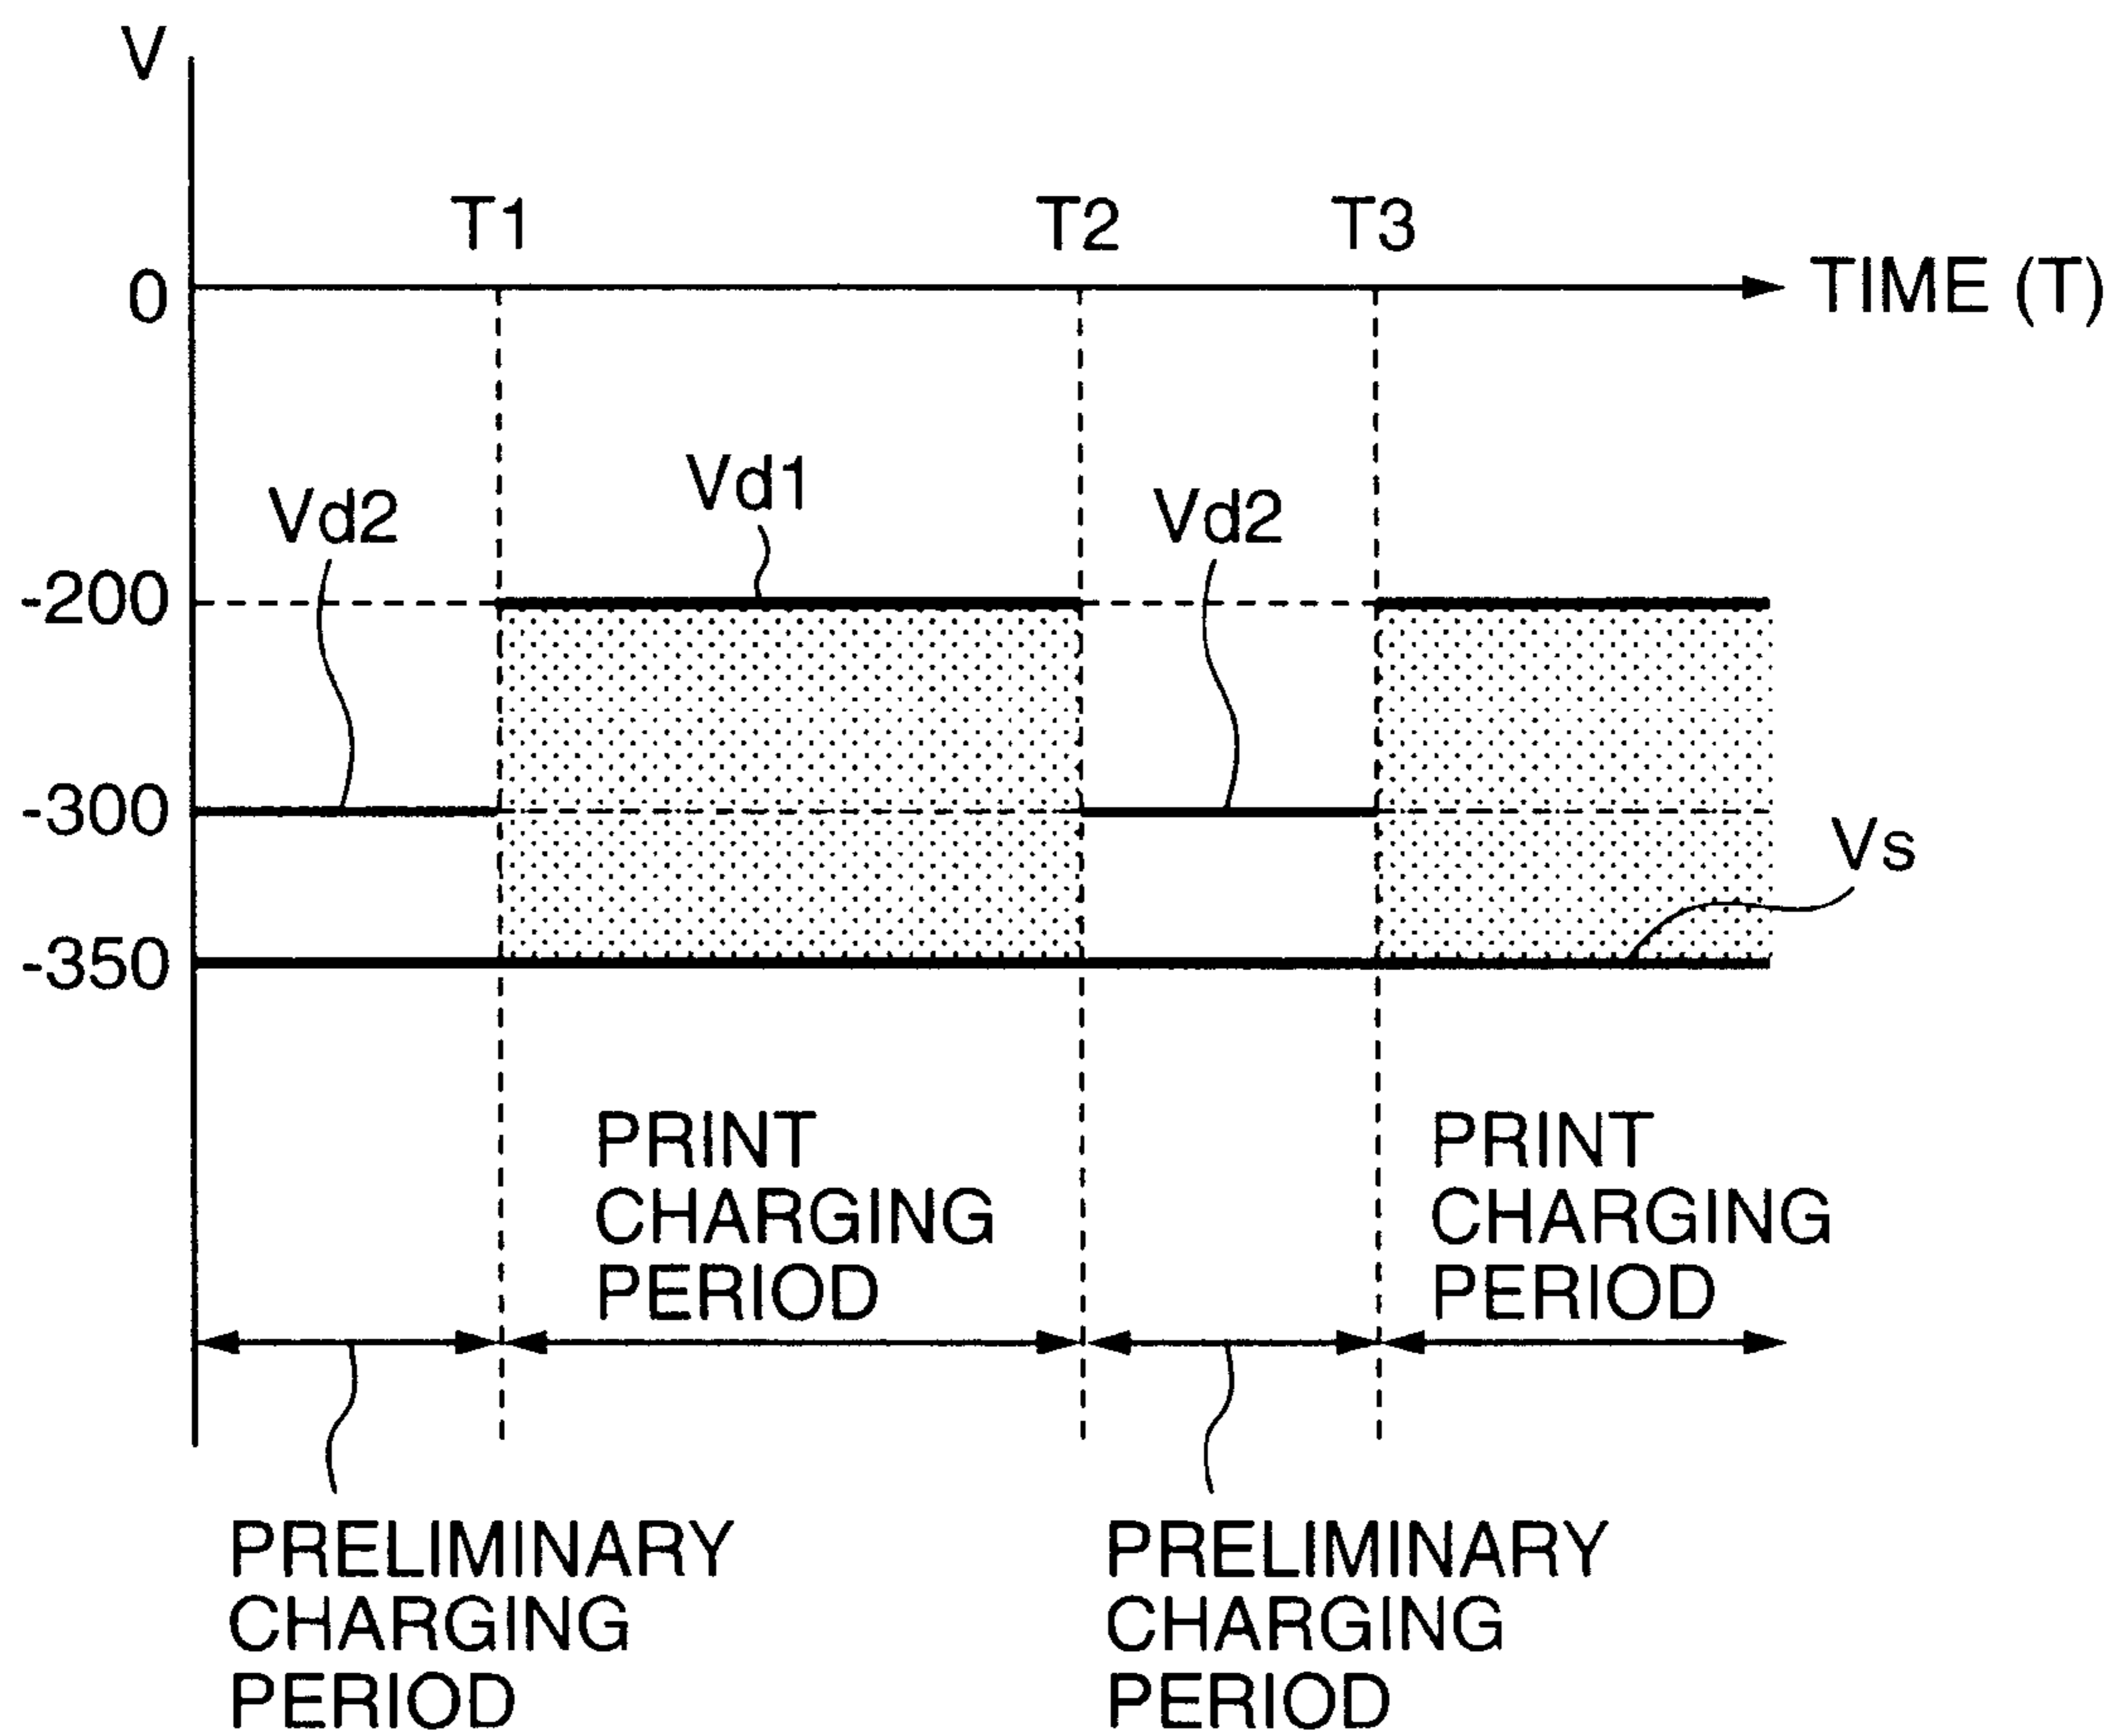 V
T1
T2
T3
0
TIME (T)
Vd2
Vd1
Vd2
-200
-300
Vs
-350
PRINT
CHARGING
PERIOD
PRINT
CHARGING
PERIOD
PRELIMINARY
CHARGING
PERIOD
PRELIMINARY
CHARGING
PERIOD